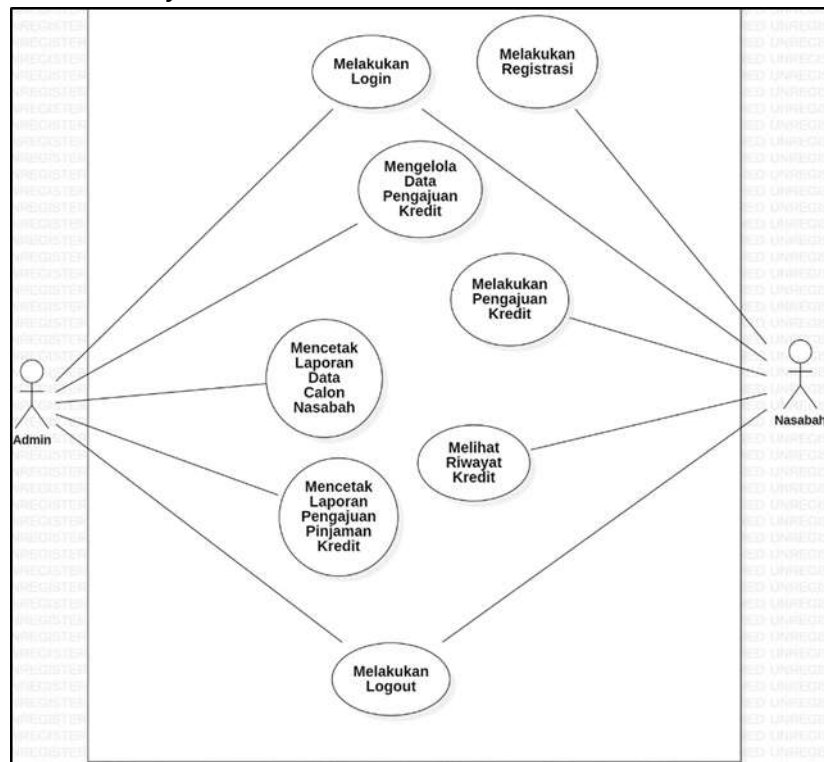 Melakukan
Login
Melakukan
Registrasi
Mengelola
Data
Pengajuan
Kredit
Melakukan
Pengajuan
Kredit
Mencetak
Laporan
Data
Calon
Nasabah
Admin
Nasabah
Melihat
Riwayat
Kredit
Mencetak
Laporan
Pengajuan
Pinjaman
Kredit
Melakukan
Logout